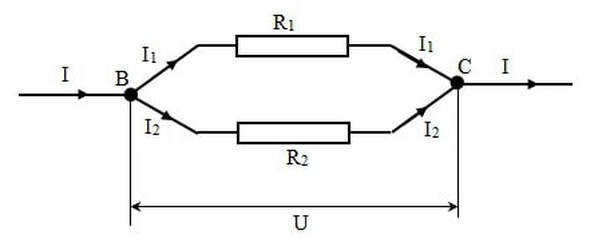 R₁
I₁ I₁
I B C I
I₂ I₂
R₂
U